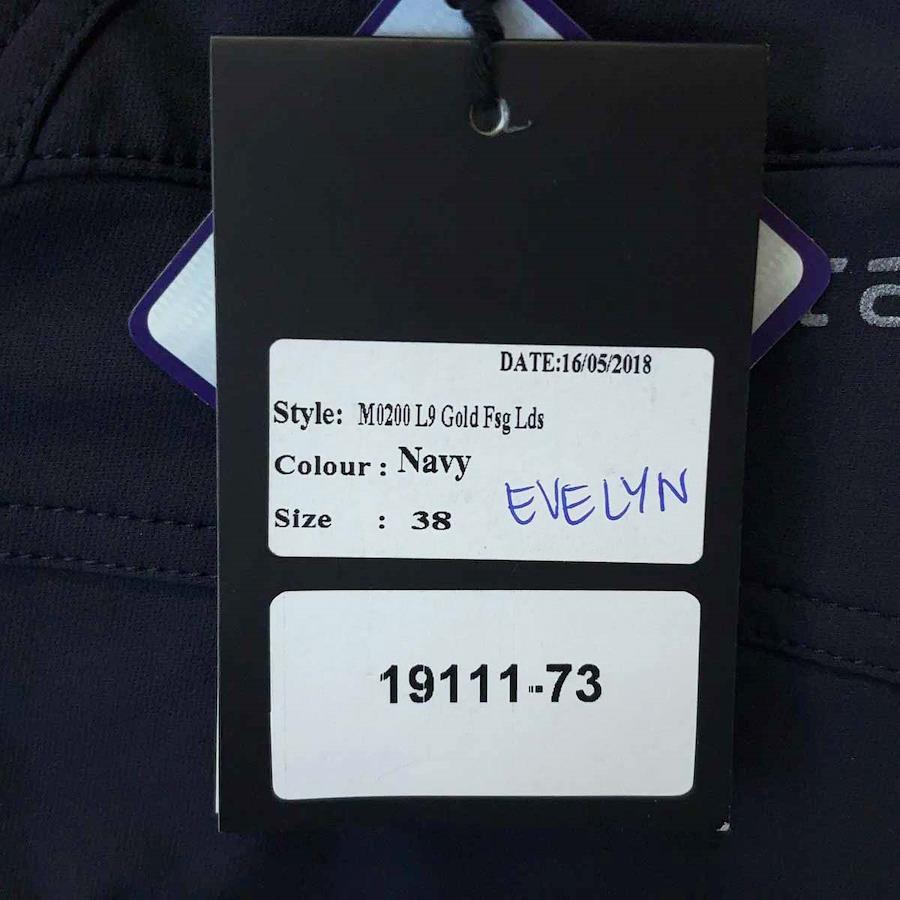 DATE:16/05/2018
Style: M0200 L9 Gold Fsg Lds
Colour : Navy
EVELYN
Size : 38
19111-73